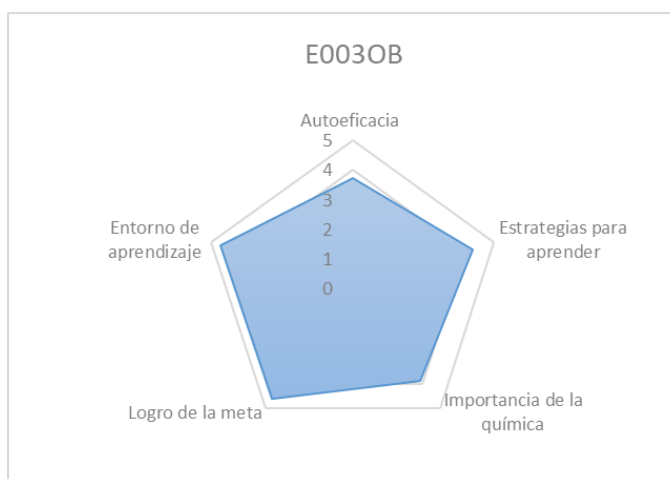 E003OB
Autoeficacia
5
4
3
2
1
0
Entorno de
aprendizaje
Estrategias para
aprender
Logro de la meta
Importancia de la
química